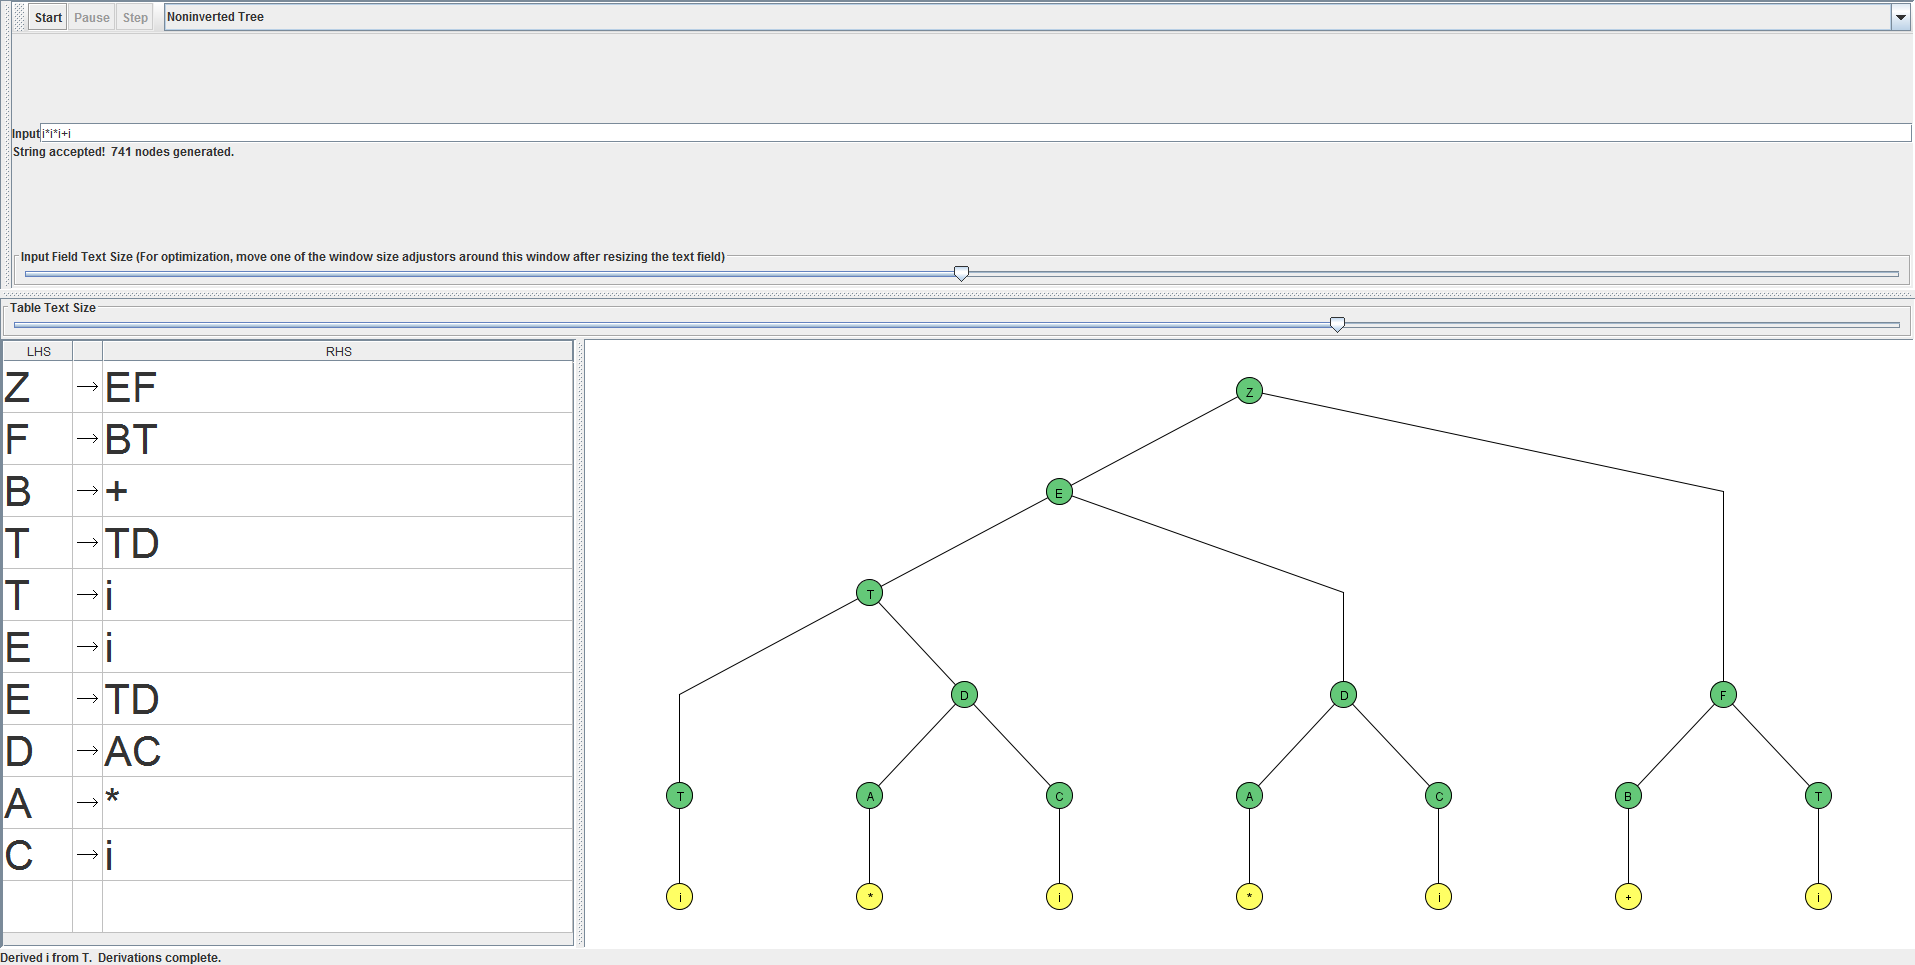 Start Pause Step Noninverted Tree
Input i*i*i+i
String accepted! 741 nodes generated.
Input Field Text Size (For optimization, move one of the window size adjustors around this window after resizing the text field)
Table Text Size
LHS RHS
Z → EF
F → BT
B → +
T → TD
T → i
E → i
E → TD
D → AC
A → *
C → i
Z
E
T
D D F
T A C A C B T
i * i * i + i
Derived i from T. Derivations complete.